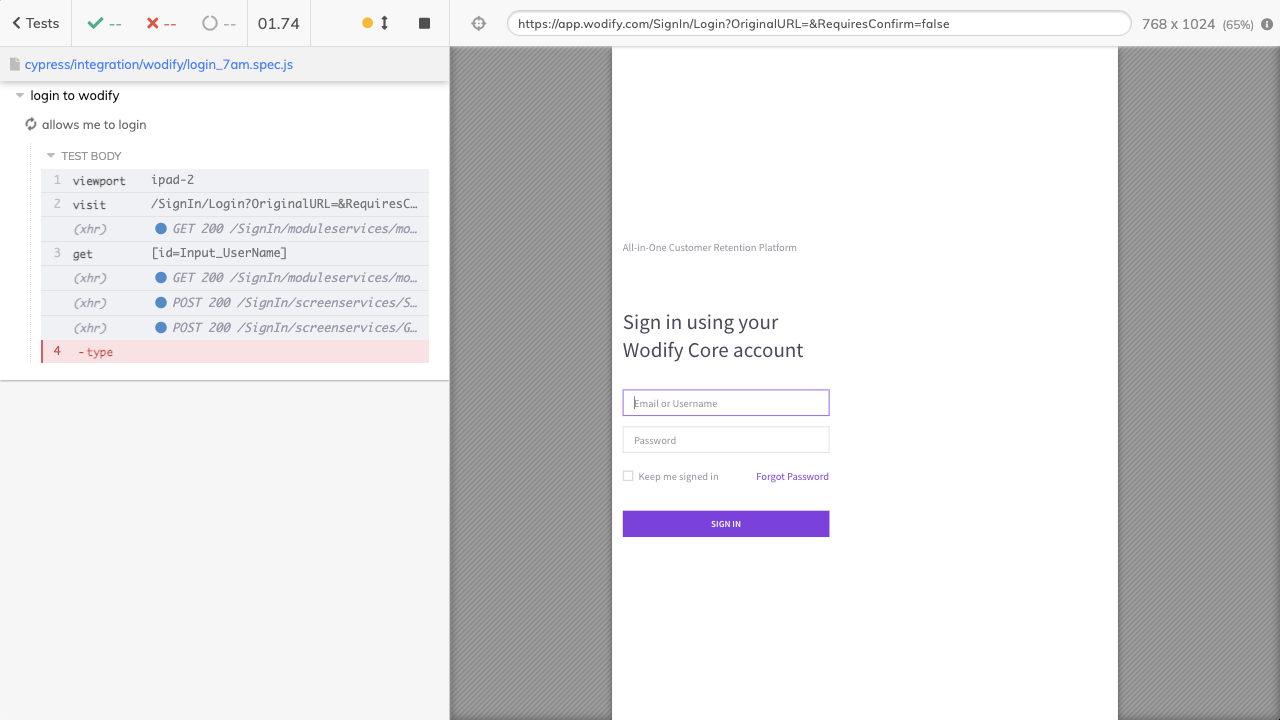 Tests
--
--
--
01.74
https://app.wodify.com/SignIn/Login?OriginalURL=&RequiresConfirm=false
768 x 1024 (65%)
cypress/integration/wodify/login_7am.spec.js
login to wodify
allows me to login
TEST BODY
1 viewport ipad-2
2 visit /SignIn/Login?OriginalURL=&RequiresC…
(xhr) GET 200 /SignIn/moduleservices/mo…
3 get [id=Input_UserName]
(xhr) GET 200 /SignIn/moduleservices/mo…
(xhr) POST 200 /SignIn/screenservices/S…
(xhr) POST 200 /SignIn/screenservices/G…
4 -type
All-in-One Customer Retention Platform
Sign in using your
Wodify Core account
Email or Username
Password
Keep me signed in Forgot Password
SIGN IN